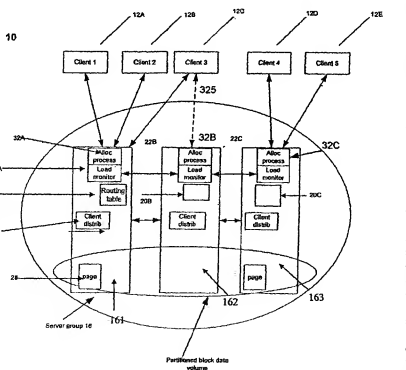 10
12A 12B 12C 12D 12E
Client 1 Client 2 Client 3 Client 4 Client 5
325
32A 22B 32B 22C 32C
Alloc process Alloc process Alloc process
Load monitor Load monitor Load monitor
Routing table 20B 20C
Client distrib Client distrib Client distrib
28 page page
161 162 163
Server group 16
Partitioned block data
volume